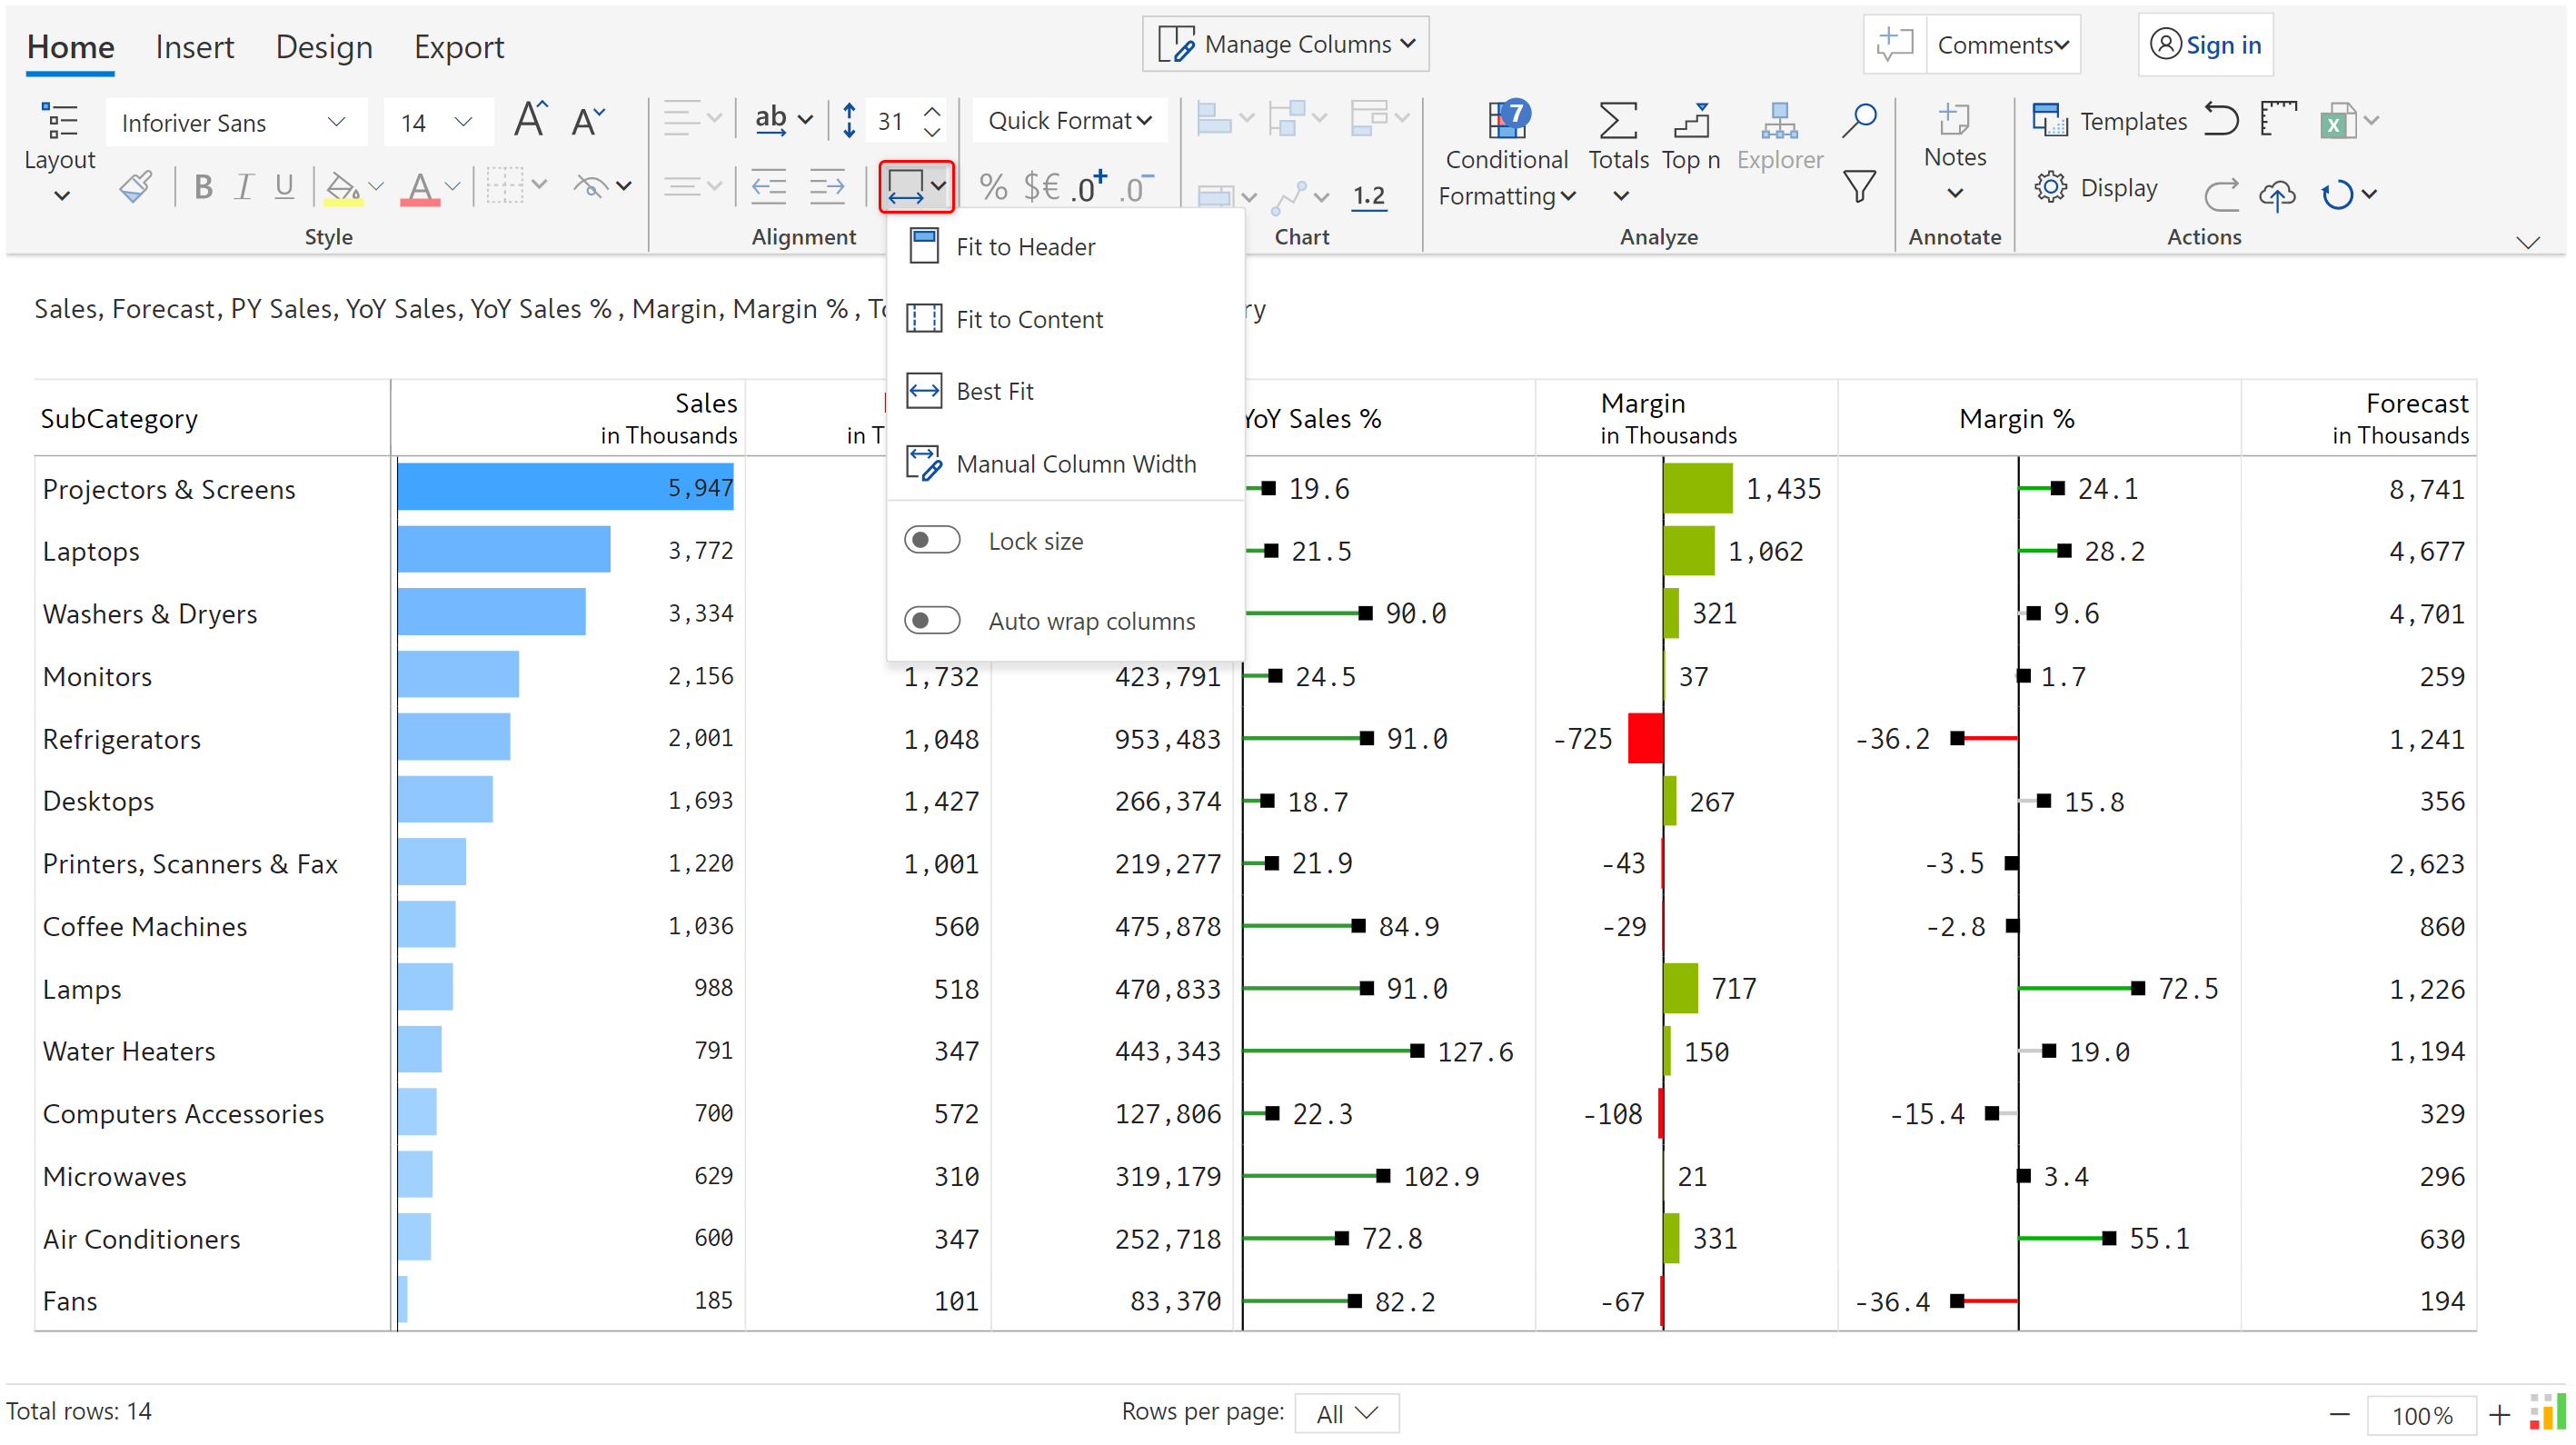 Home Insert Design Export Manage Columns Comments Sign in
Inforiver Sans 14 A A ab 31 Quick Format 7 Templates
Layout Conditional Formatting Totals Top n Explorer Notes
B I U A % $€ .0+ .0- 1.2 Display
Style Alignment Chart Analyze Annotate Actions
Fit to Header
Sales, Forecast, PY Sales, YoY Sales, YoY Sales %, Margin, Margin %,
Fit to Content
Best Fit
Manual Column Width
Lock size
Auto wrap columns
SubCategory Sales in Thousands in YoY Sales % Margin in Thousands Margin % Forecast in Thousands
Projectors & Screens 5,947 19.6 1,435 24.1 8,741
Laptops 3,772 21.5 1,062 28.2 4,677
Washers & Dryers 3,334 90.0 321 9.6 4,701
Monitors 2,156 1,732 423,791 24.5 37 1.7 259
Refrigerators 2,001 1,048 953,483 91.0 -725 -36.2 1,241
Desktops 1,693 1,427 266,374 18.7 267 15.8 356
Printers, Scanners & Fax 1,220 1,001 219,277 21.9 -43 -3.5 2,623
Coffee Machines 1,036 560 475,878 84.9 -29 -2.8 860
Lamps 988 518 470,833 91.0 717 72.5 1,226
Water Heaters 791 347 443,343 127.6 150 19.0 1,194
Computers Accessories 700 572 127,806 22.3 -108 -15.4 329
Microwaves 629 310 319,179 102.9 21 3.4 296
Air Conditioners 600 347 252,718 72.8 331 55.1 630
Fans 185 101 83,370 82.2 -67 -36.4 194
Total rows: 14 Rows per page: All 100%